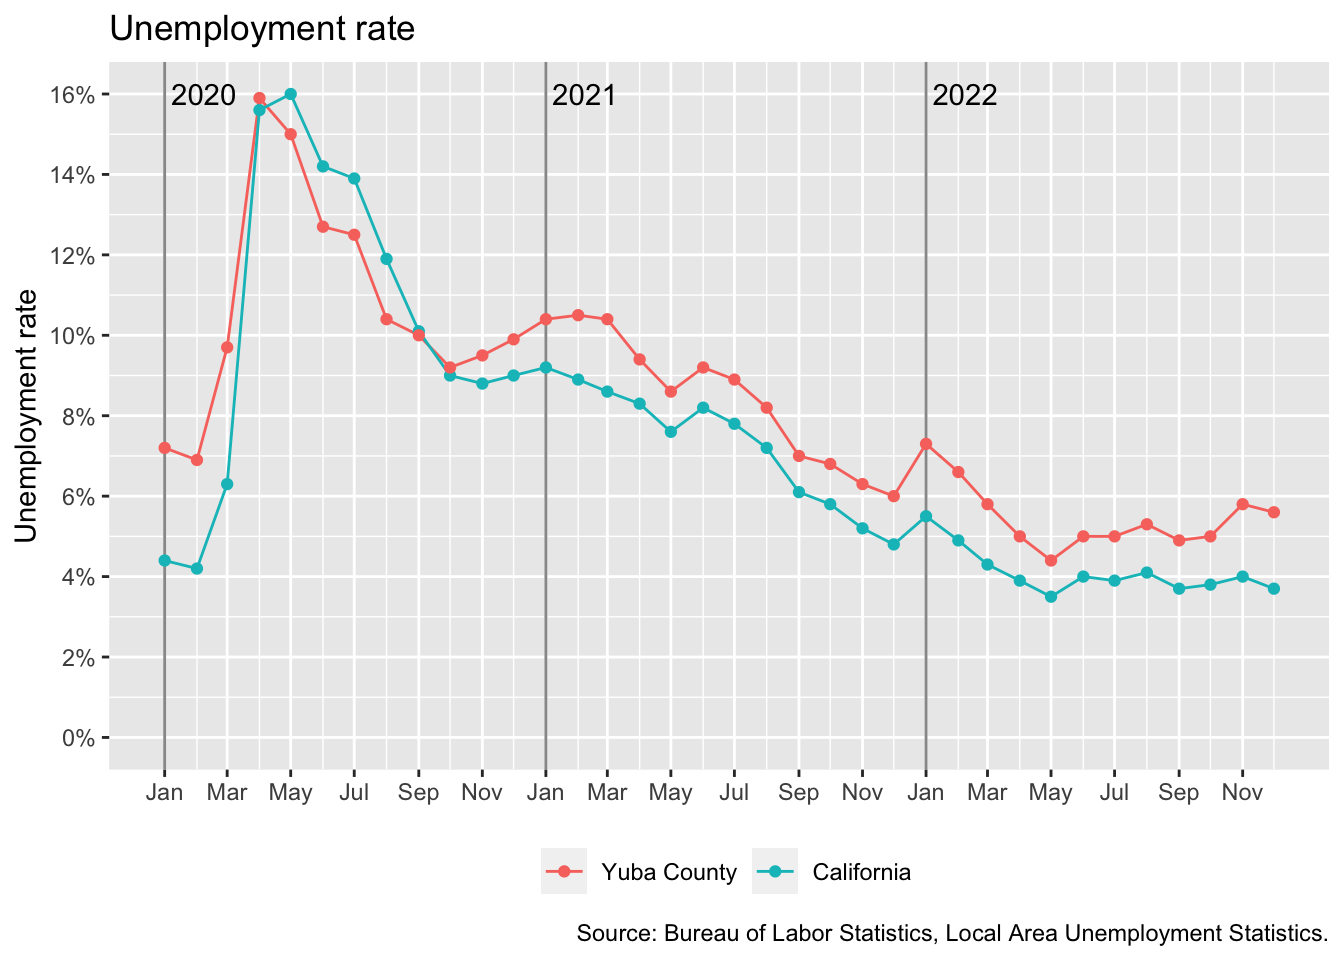 Unemployment rate
2020 2021 2022
16%
14%
12%
10%
8%
6%
4%
2%
0%
Unemployment rate
Jan Mar May Jul Sep Nov Jan Mar May Jul Sep Nov Jan Mar May Jul Sep Nov
Yuba County California
Source: Bureau of Labor Statistics, Local Area Unemployment Statistics.